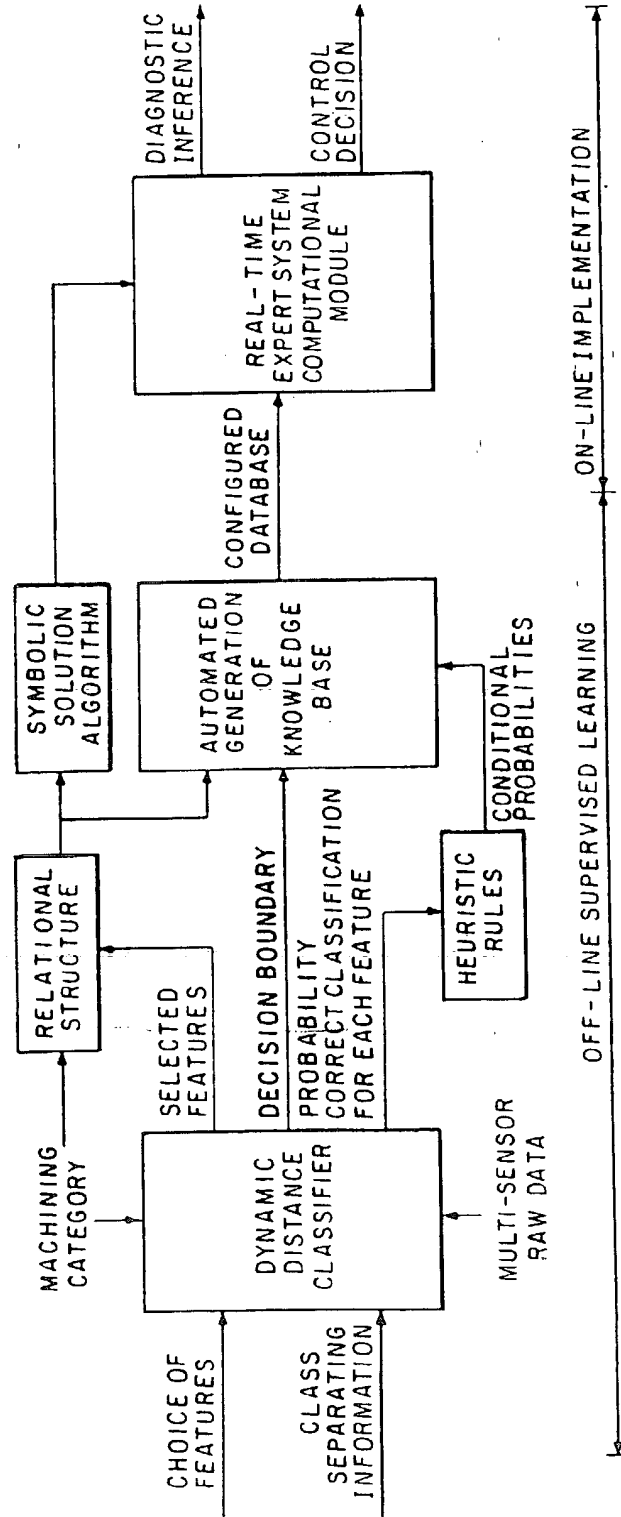 CHOICE OF
FEATURES
CLASS
SEPARATING
INFORMATION
MACHINING
CATEGORY
DYNAMIC
DISTANCE
CLASSIFIER
MULTI-SENSOR
RAW DATA
RELATIONAL
STRUCTURE
SELECTED
FEATURES
DECISION BOUNDARY
PROBABILITY
CORRECT CLASSIFICATION
FOR EACH FEATURE
HEURISTIC
RULES
CONDITIONAL
PROBABILITIES
SYMBOLIC
SOLUTION
ALGORITHM
AUTOMATED
GENERATION
OF
KNOWLEDGE
BASE
CONFIGURED
DATABASE
REAL-TIME
EXPERT SYSTEM
COMPUTATIONAL
MODULE
DIAGNOSTIC
INFERENCE
CONTROL
DECISION
OFF-LINE SUPERVISED LEARNING
ON-LINE IMPLEMENTATION